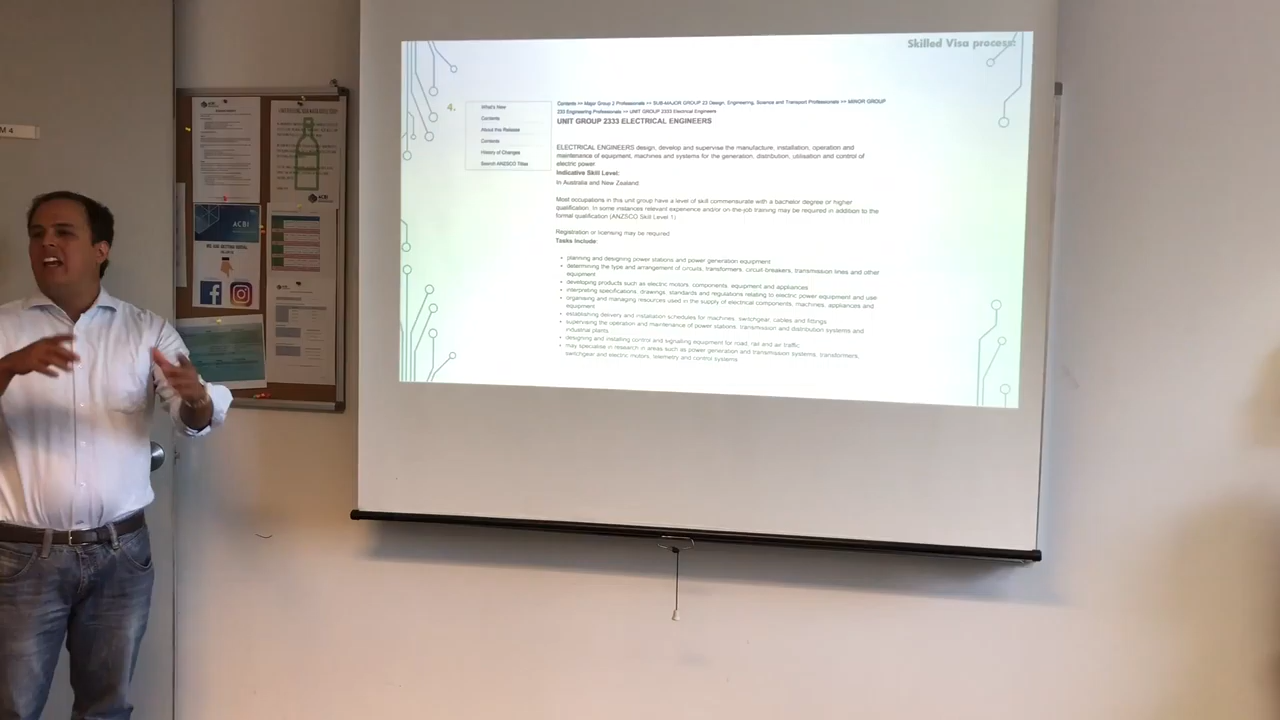 Skilled Visa process:
M 4
4.
What's New
Contents
About this Release
Contents
History of Changes
Search ANZSCO Titles
Contents >> Major Group 2 Professionals >> SUB-MAJOR GROUP 23 Design, Engineering, Science and Transport Professionals >> MINOR GROUP
233 Engineering Professionals >> UNIT GROUP 2333 Electrical Engineers
UNIT GROUP 2333 ELECTRICAL ENGINEERS
ELECTRICAL ENGINEERS design, develop and supervise the manufacture, installation, operation and
maintenance of equipment, machines and systems for the generation, distribution, utilisation and control of
electric power
Indicative Skill Level:
In Australia and New Zealand:
Most occupations in this unit group have a level of skill commensurate with a bachelor degree or higher
qualification. In some instances relevant experience and/or on-the-job training may be required in addition to the
formal qualification (ANZSCO Skill Level 1)
Registration or licensing may be required
Tasks Include:
• planning and designing power stations and power generation equipment
• determining the type and arrangement of circuits, transformers, circuit-breakers, transmission lines and other
equipment
• developing products such as electric motors, components, equipment and appliances
• interpreting specifications, drawings, standards and regulations relating to electric power equipment and use
• organising and managing resources used in the supply of electrical components, machines, appliances and
equipment
• establishing delivery and installation schedules for machines, switchgear, cables and fittings
• supervising the operation and maintenance of power stations, transmission and distribution systems and
industrial plants
• designing and installing control and signalling equipment for road, rail and air traffic
• may specialise in research in areas such as power generation and transmission systems, transformers,
switchgear and electric motors, telemetry and control systems
ACBI
ACBI